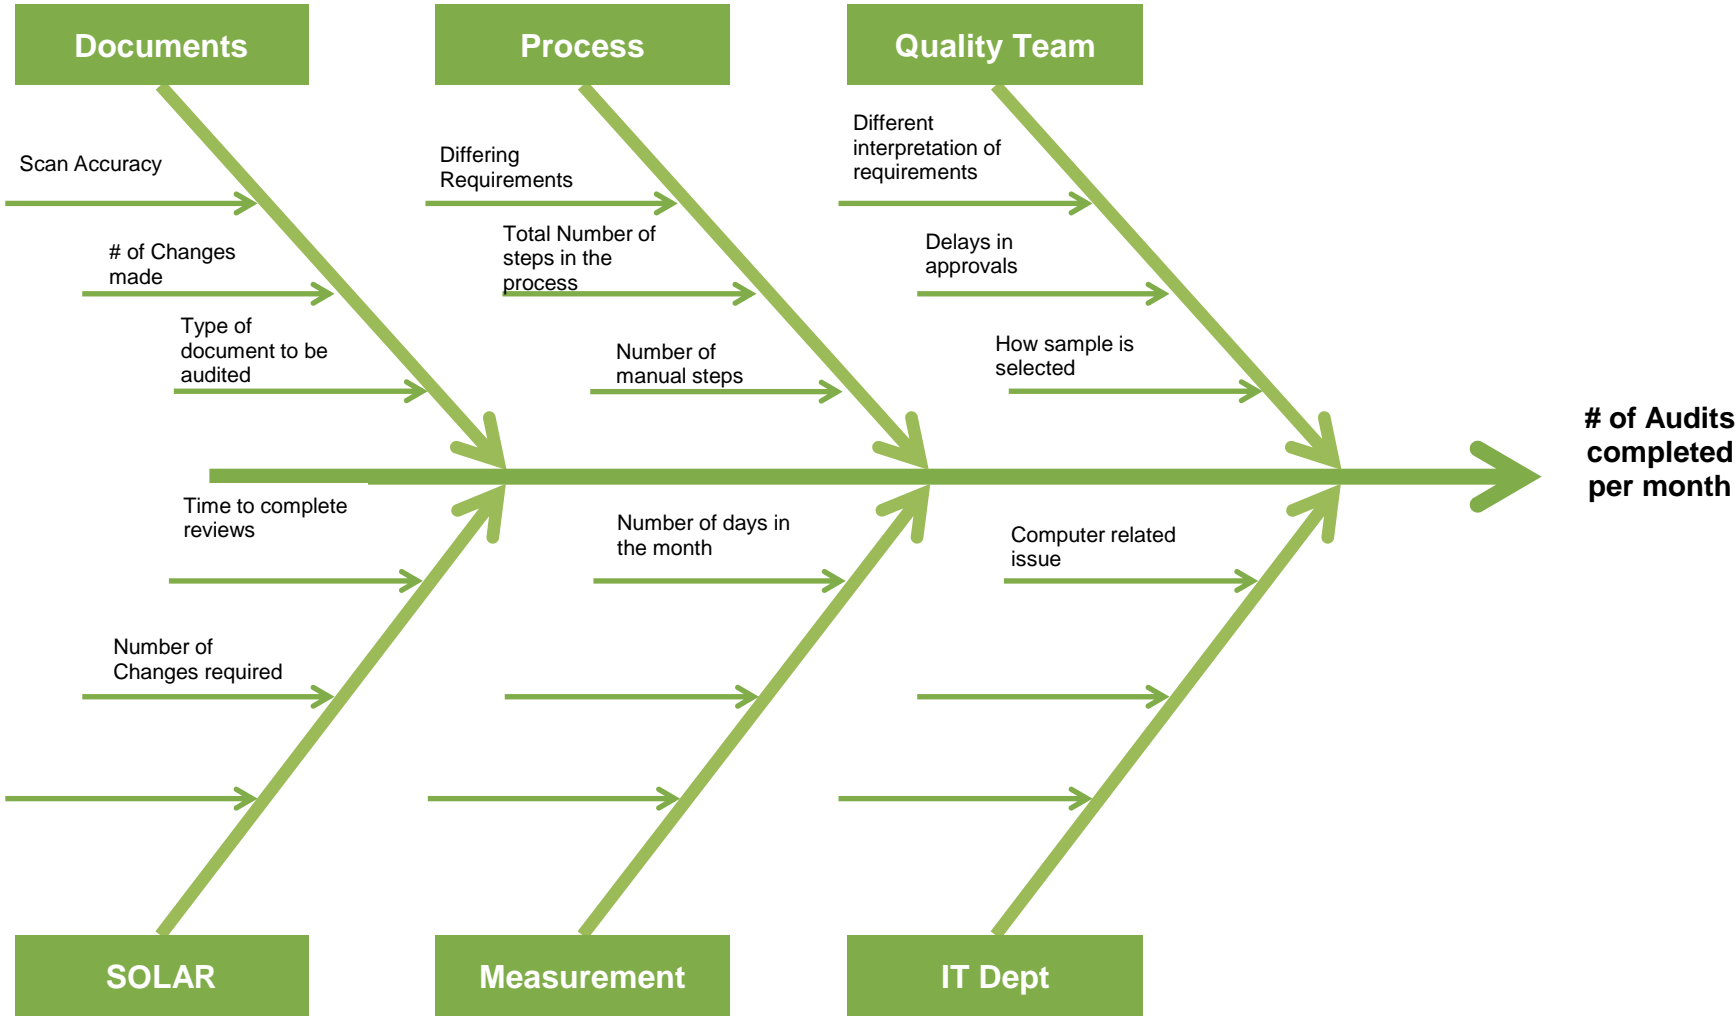 Documents
Process
Quality Team
Scan Accuracy
# of Changes
made
Type of
document to be
audited
Differing
Requirements
Total Number of
steps in the
process
Number of
manual steps
Different
interpretation of
requirements
Delays in
approvals
How sample is
selected
# of Audits
completed
per month
Time to complete
reviews
Number of
Changes required
Number of days in
the month
Computer related
issue
SOLAR
Measurement
IT Dept